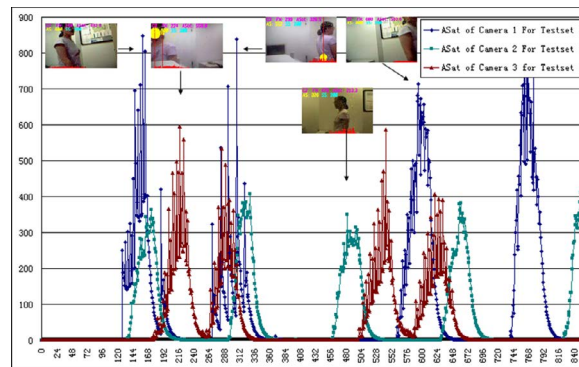 ASat of Camera 1 For Testset
ASat of Camera 2 For Testset
ASat of Camera 3 for Testset
900
800
700
600
500
400
300
200
100
0
0 24 48 72 96 120 144 168 192 216 240 264 288 312 336 360 384 408 432 456 480 504 528 552 576 600 624 648 672 696 720 744 768 792 816 840